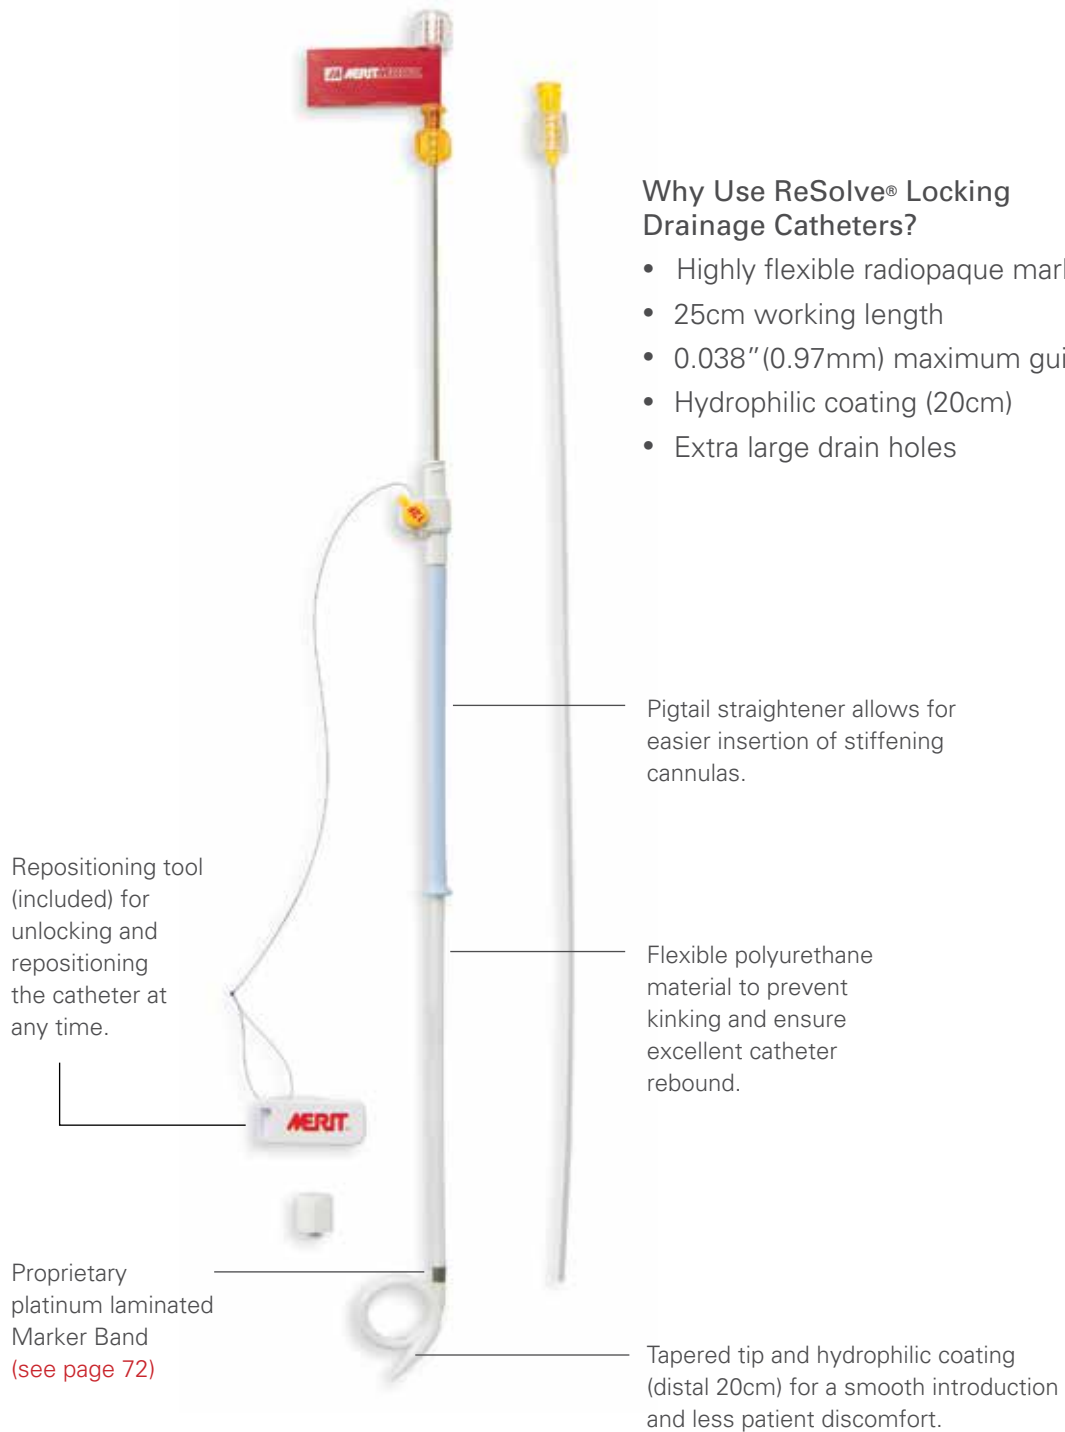 MERIT MEDICAL
Why Use ReSolve® Locking
Drainage Catheters?
• Highly flexible radiopaque mar
• 25cm working length
• 0.038”(0.97mm) maximum gui
• Hydrophilic coating (20cm)
• Extra large drain holes
12F
Pigtail straightener allows for
easier insertion of stiffening
cannulas.
Repositioning tool
(included) for
unlocking and
repositioning
the catheter at
any time.
Flexible polyurethane
material to prevent
kinking and ensure
excellent catheter
rebound.
MERIT
Proprietary
platinum laminated
Marker Band
(see page 72)
Tapered tip and hydrophilic coating
(distal 20cm) for a smooth introduction
and less patient discomfort.